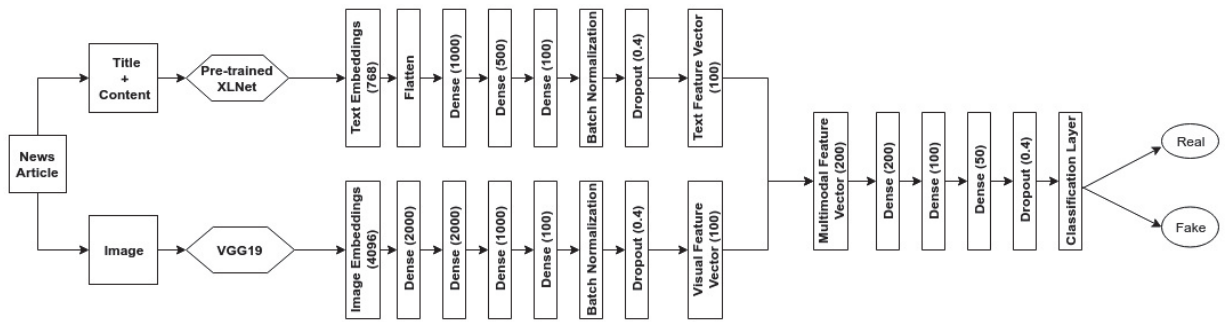 News
Article
Title
+
Content
Pre-trained
XLNet
Text Embeddings
(768)
Flatten
Dense (1000)
Dense (500)
Dense (100)
Batch Normalization
Dropout (0.4)
Text Feature Vector
(100)
Image
VGG19
Image Embeddings
(4096)
Dense (2000)
Dense (2000)
Dense (1000)
Dense (100)
Batch Normalization
Dropout (0.4)
Visual Feature
Vector (100)
Multimodal Feature
Vector (200)
Dense (200)
Dense (100)
Dense (50)
Dropout (0.4)
Classification Layer
Real
Fake